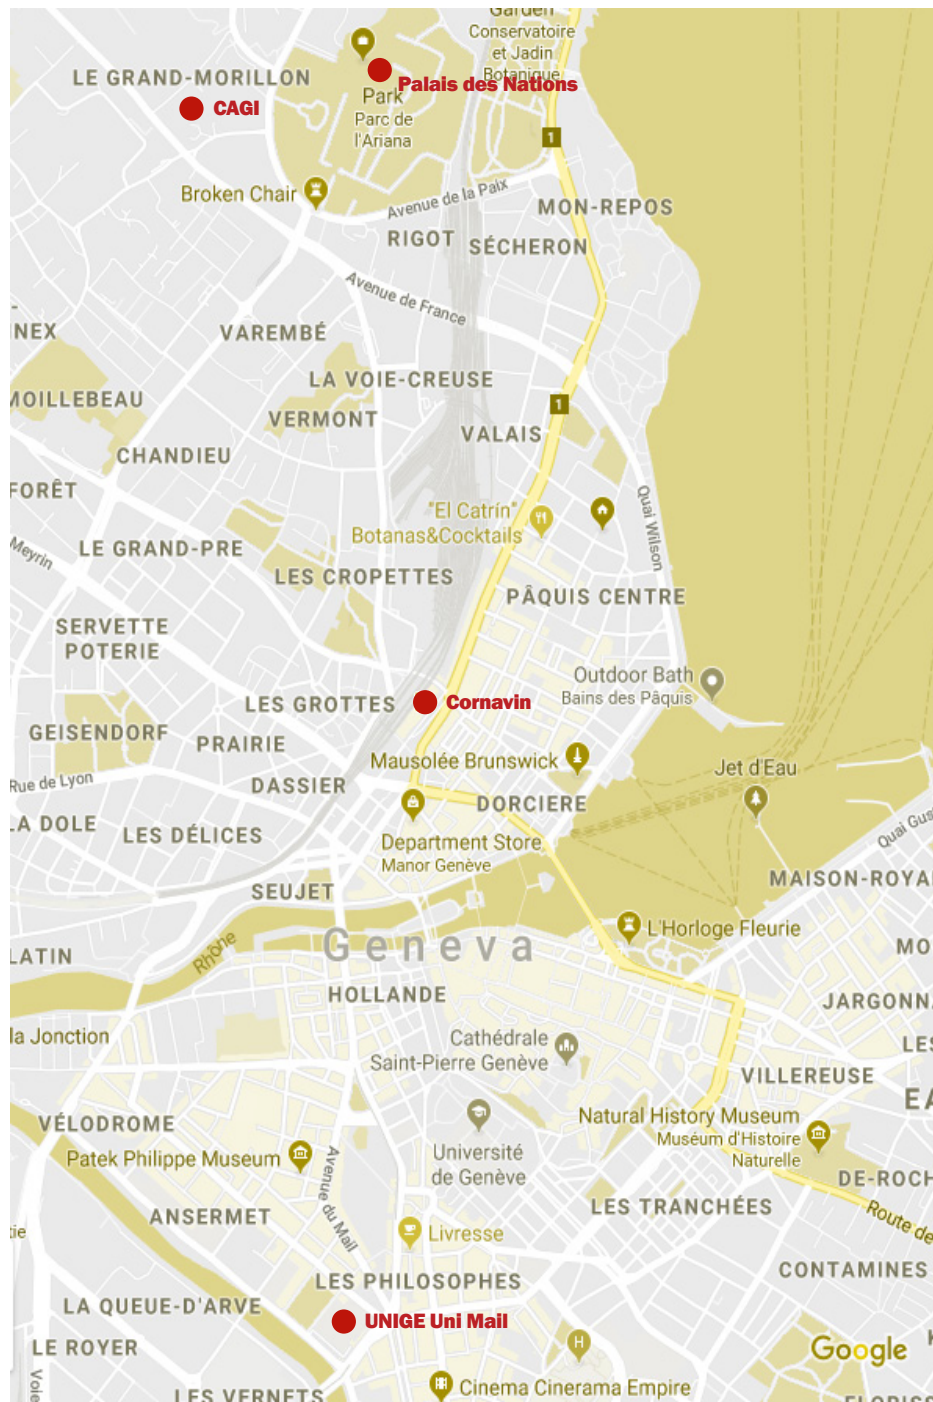 Garden
Conservatoire
et Jadin
Botanique
LE GRAND-MORILLON
Palais des Nations
CAGI
Park
Parc de
l'Ariana
1
Broken Chair
Avenue de la Paix
MON-REPOS
RIGOT
SÉCHERON
Avenue de France
NEX
VAREMBÉ
LA VOIE-CREUSE
MOILLEBEAU
VERMONT
1
VALAIS
CHANDIEU
FORÊT
"El Catrín"
Botanas&Cocktails
Quai Wilson
Meyrin
LE GRAND-PRE
LES CROPETTES
PÂQUIS CENTRE
SERVETTE
POTERIE
Outdoor Bath
Bains des Pâquis
LES GROTTES
Cornavin
GEISENDORF
PRAIRIE
Mausolée Brunswick
Jet d'Eau
Rue de Lyon
DASSIER
DORCIERE
LA DOLE
LES DÉLICES
Department Store
Manor Genève
Quai Gus
SEUJET
MAISON-ROYA
L'Horloge Fleurie
Geneva
Rhône
LATIN
MO
HOLLANDE
JARGONN
la Jonction
Cathédrale
Saint-Pierre Genève
LES
VILLEREUSE
EA
VÉLODROME
Natural History Museum
Muséum d'Histoire
Naturelle
Patek Philippe Museum
Avenue du Mail
Université
de Genève
DE-ROCH
ANSERMET
LES TRANCHÉES
Route de
tie
Livresse
CONTAMINES
LES PHILOSOPHES
LA QUEUE-D'ARVE
UNIGE Uni Mail
LE ROYER
H
Google
K
Voie
LES VERNETS
Cinema Cinerama Empire
FLORISS